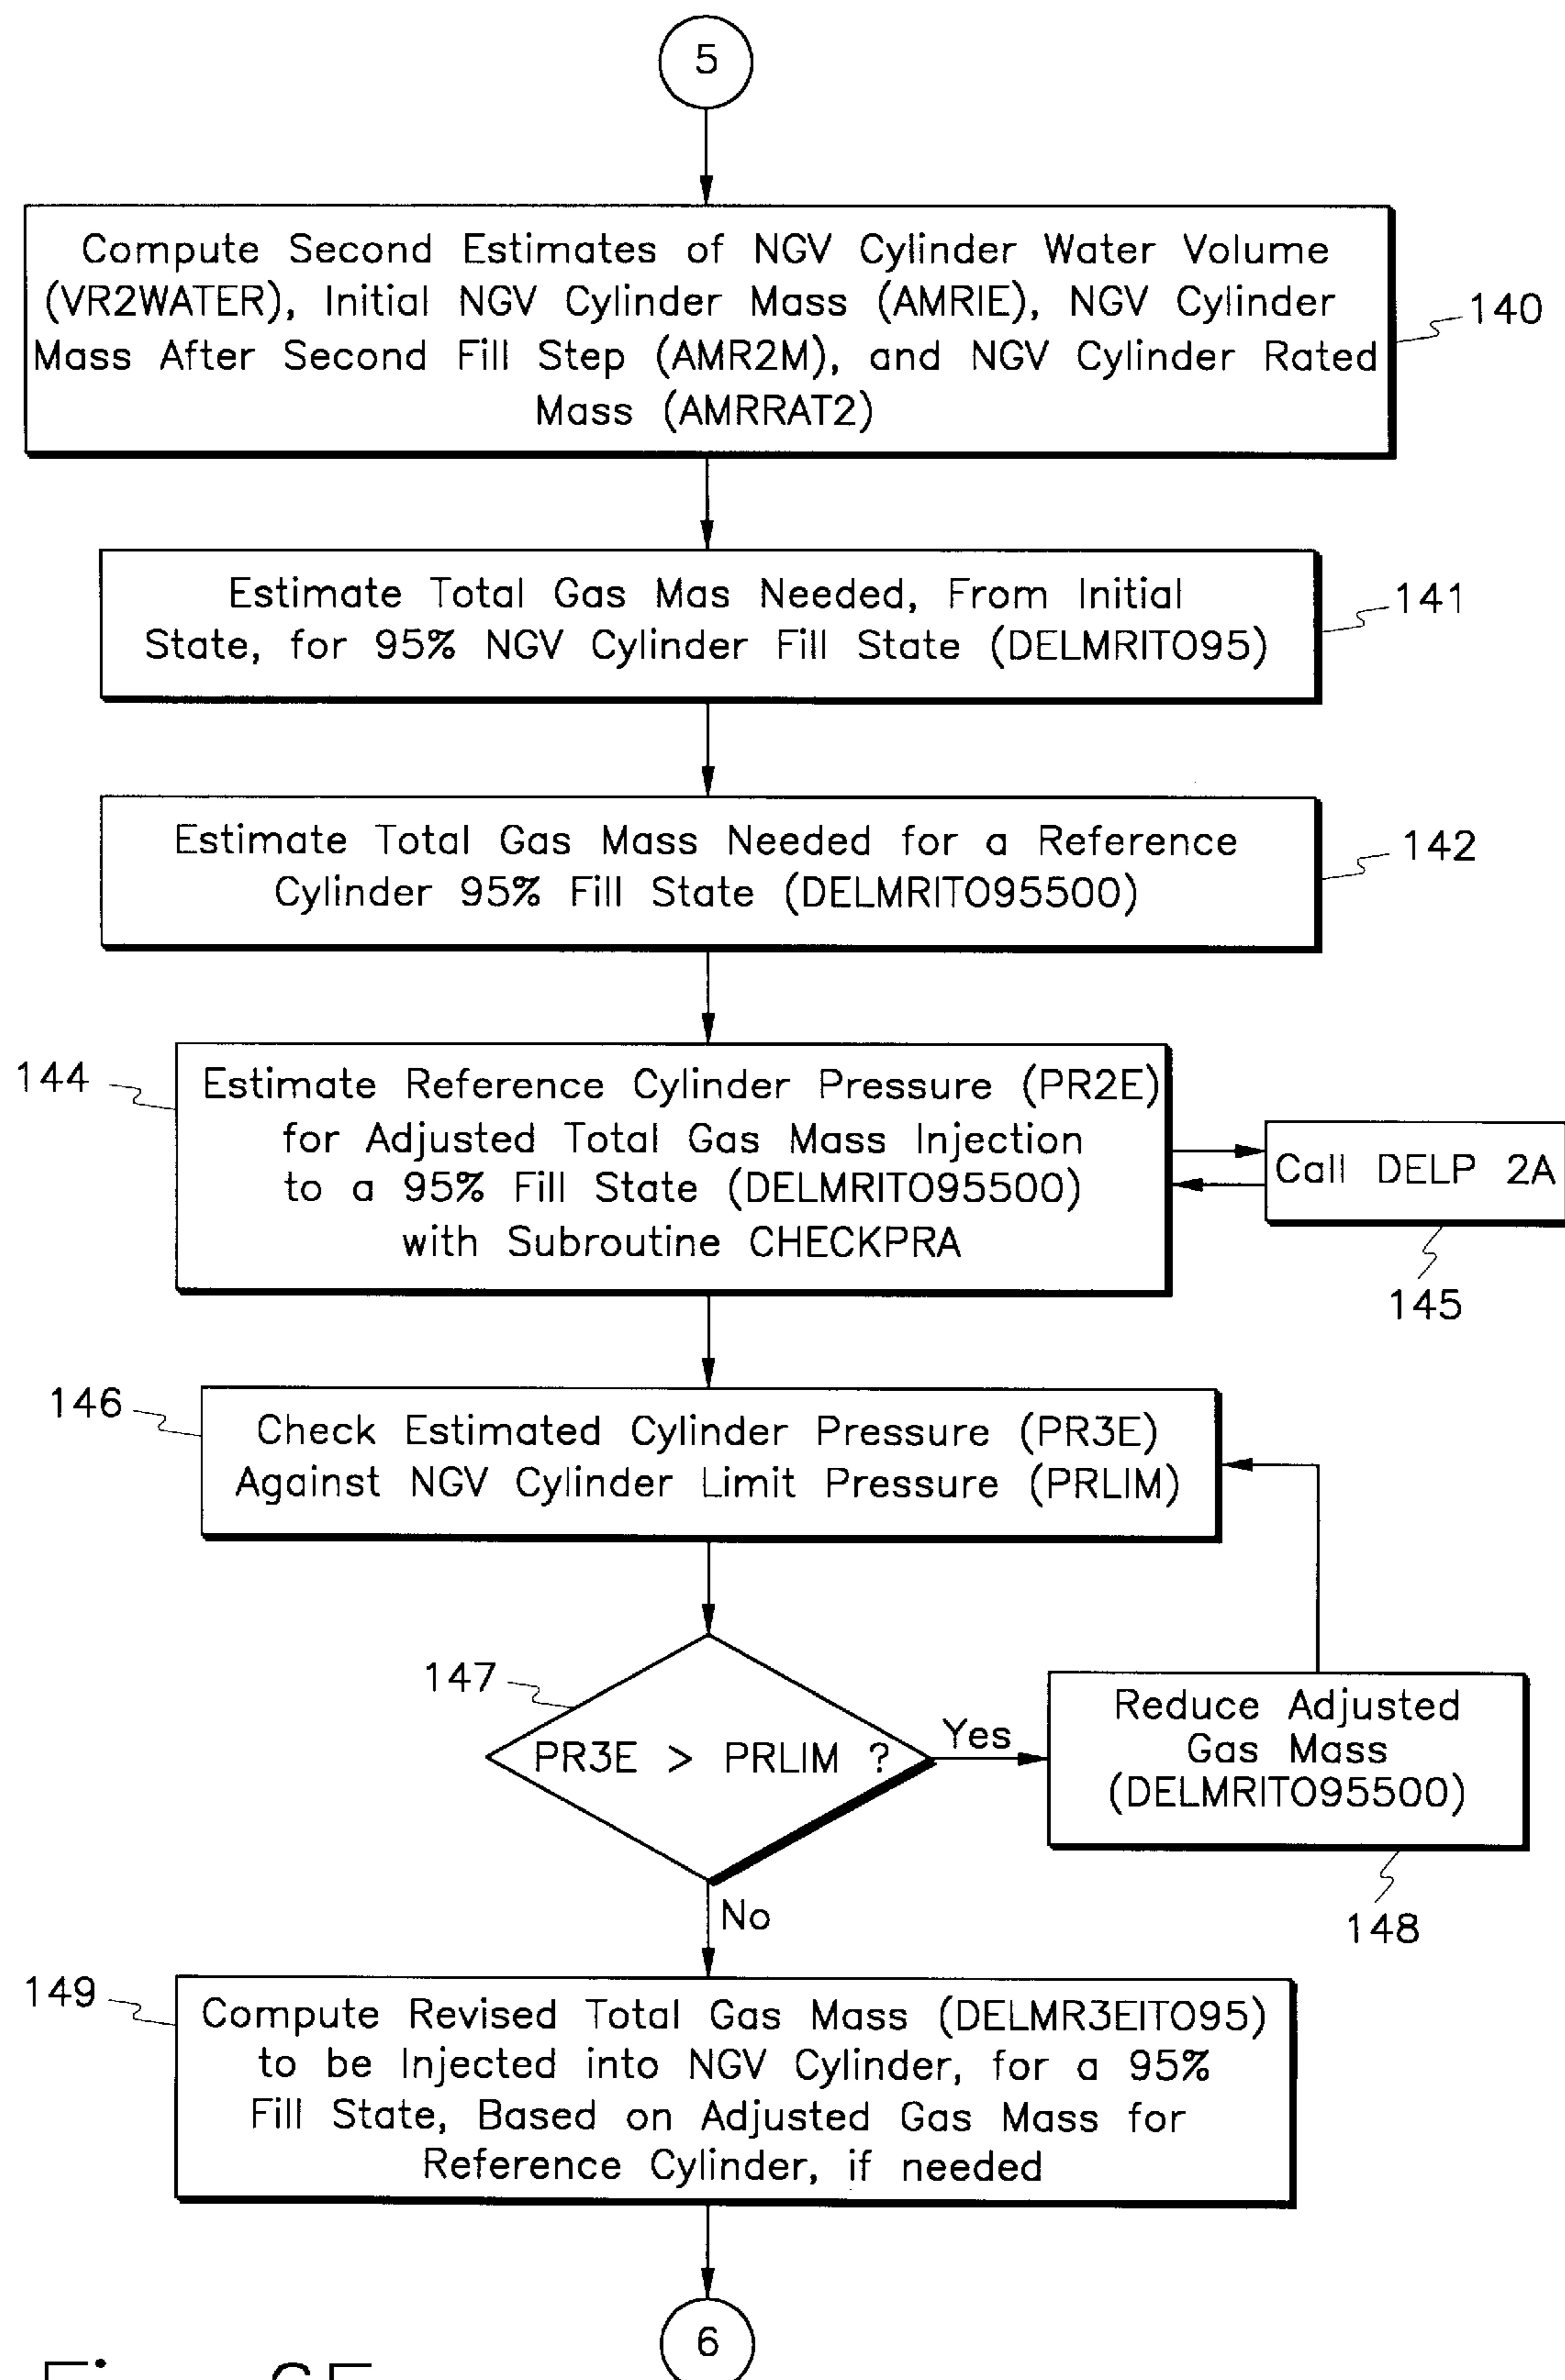 5
Compute Second Estimates of NGV Cylinder Water Volume
(VR2WATER), Initial NGV Cylinder Mass (AMRIE), NGV Cylinder
Mass After Second Fill Step (AMR2M), and NGV Cylinder Rated
Mass (AMRRAT2)
140
Estimate Total Gas Mas Needed, From Initial
State, for 95% NGV Cylinder Fill State (DELMRITO95)
141
Estimate Total Gas Mass Needed for a Reference
Cylinder 95% Fill State (DELMRITO95500)
142
144
Estimate Reference Cylinder Pressure (PR2E)
for Adjusted Total Gas Mass Injection
to a 95% Fill State (DELMRITO95500)
with Subroutine CHECKPRA
Call DELP 2A
145
146
Check Estimated Cylinder Pressure (PR3E)
Against NGV Cylinder Limit Pressure (PRLIM)
147
PR3E > PRLIM ?
Yes
Reduce Adjusted
Gas Mass
(DELMRITO95500)
148
No
149
Compute Revised Total Gas Mass (DELMR3EITO95)
to be Injected into NGV Cylinder, for a 95%
Fill State, Based on Adjusted Gas Mass for
Reference Cylinder, if needed
6